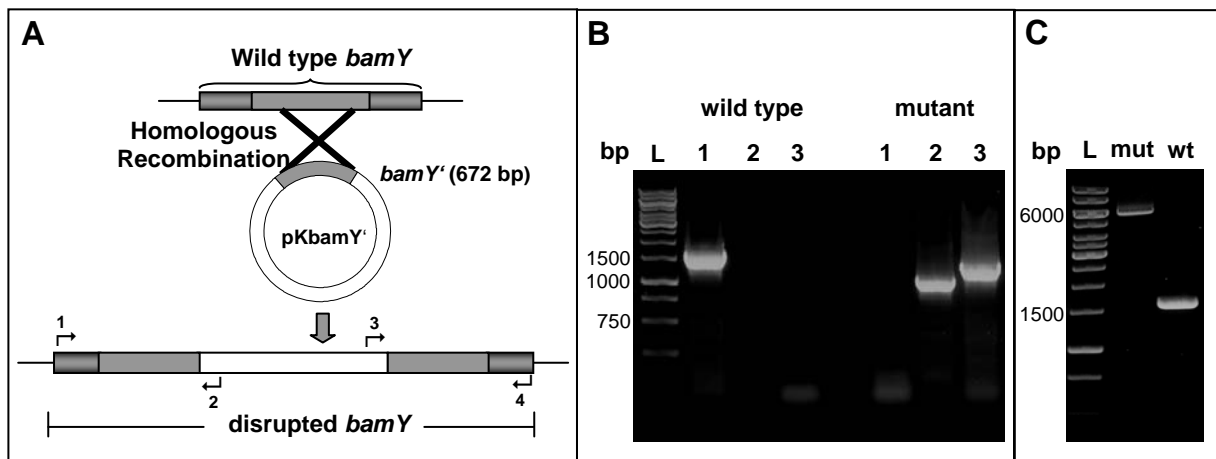 A
Wild type bamY
Homologous
Recombination
bamY‘ (672 bp)
pKbamY‘
1
3
2
4
disrupted bamY
B
wild type mutant
bp L 1 2 3 1 2 3
1500
1000
750
C
bp L mut wt
6000
1500